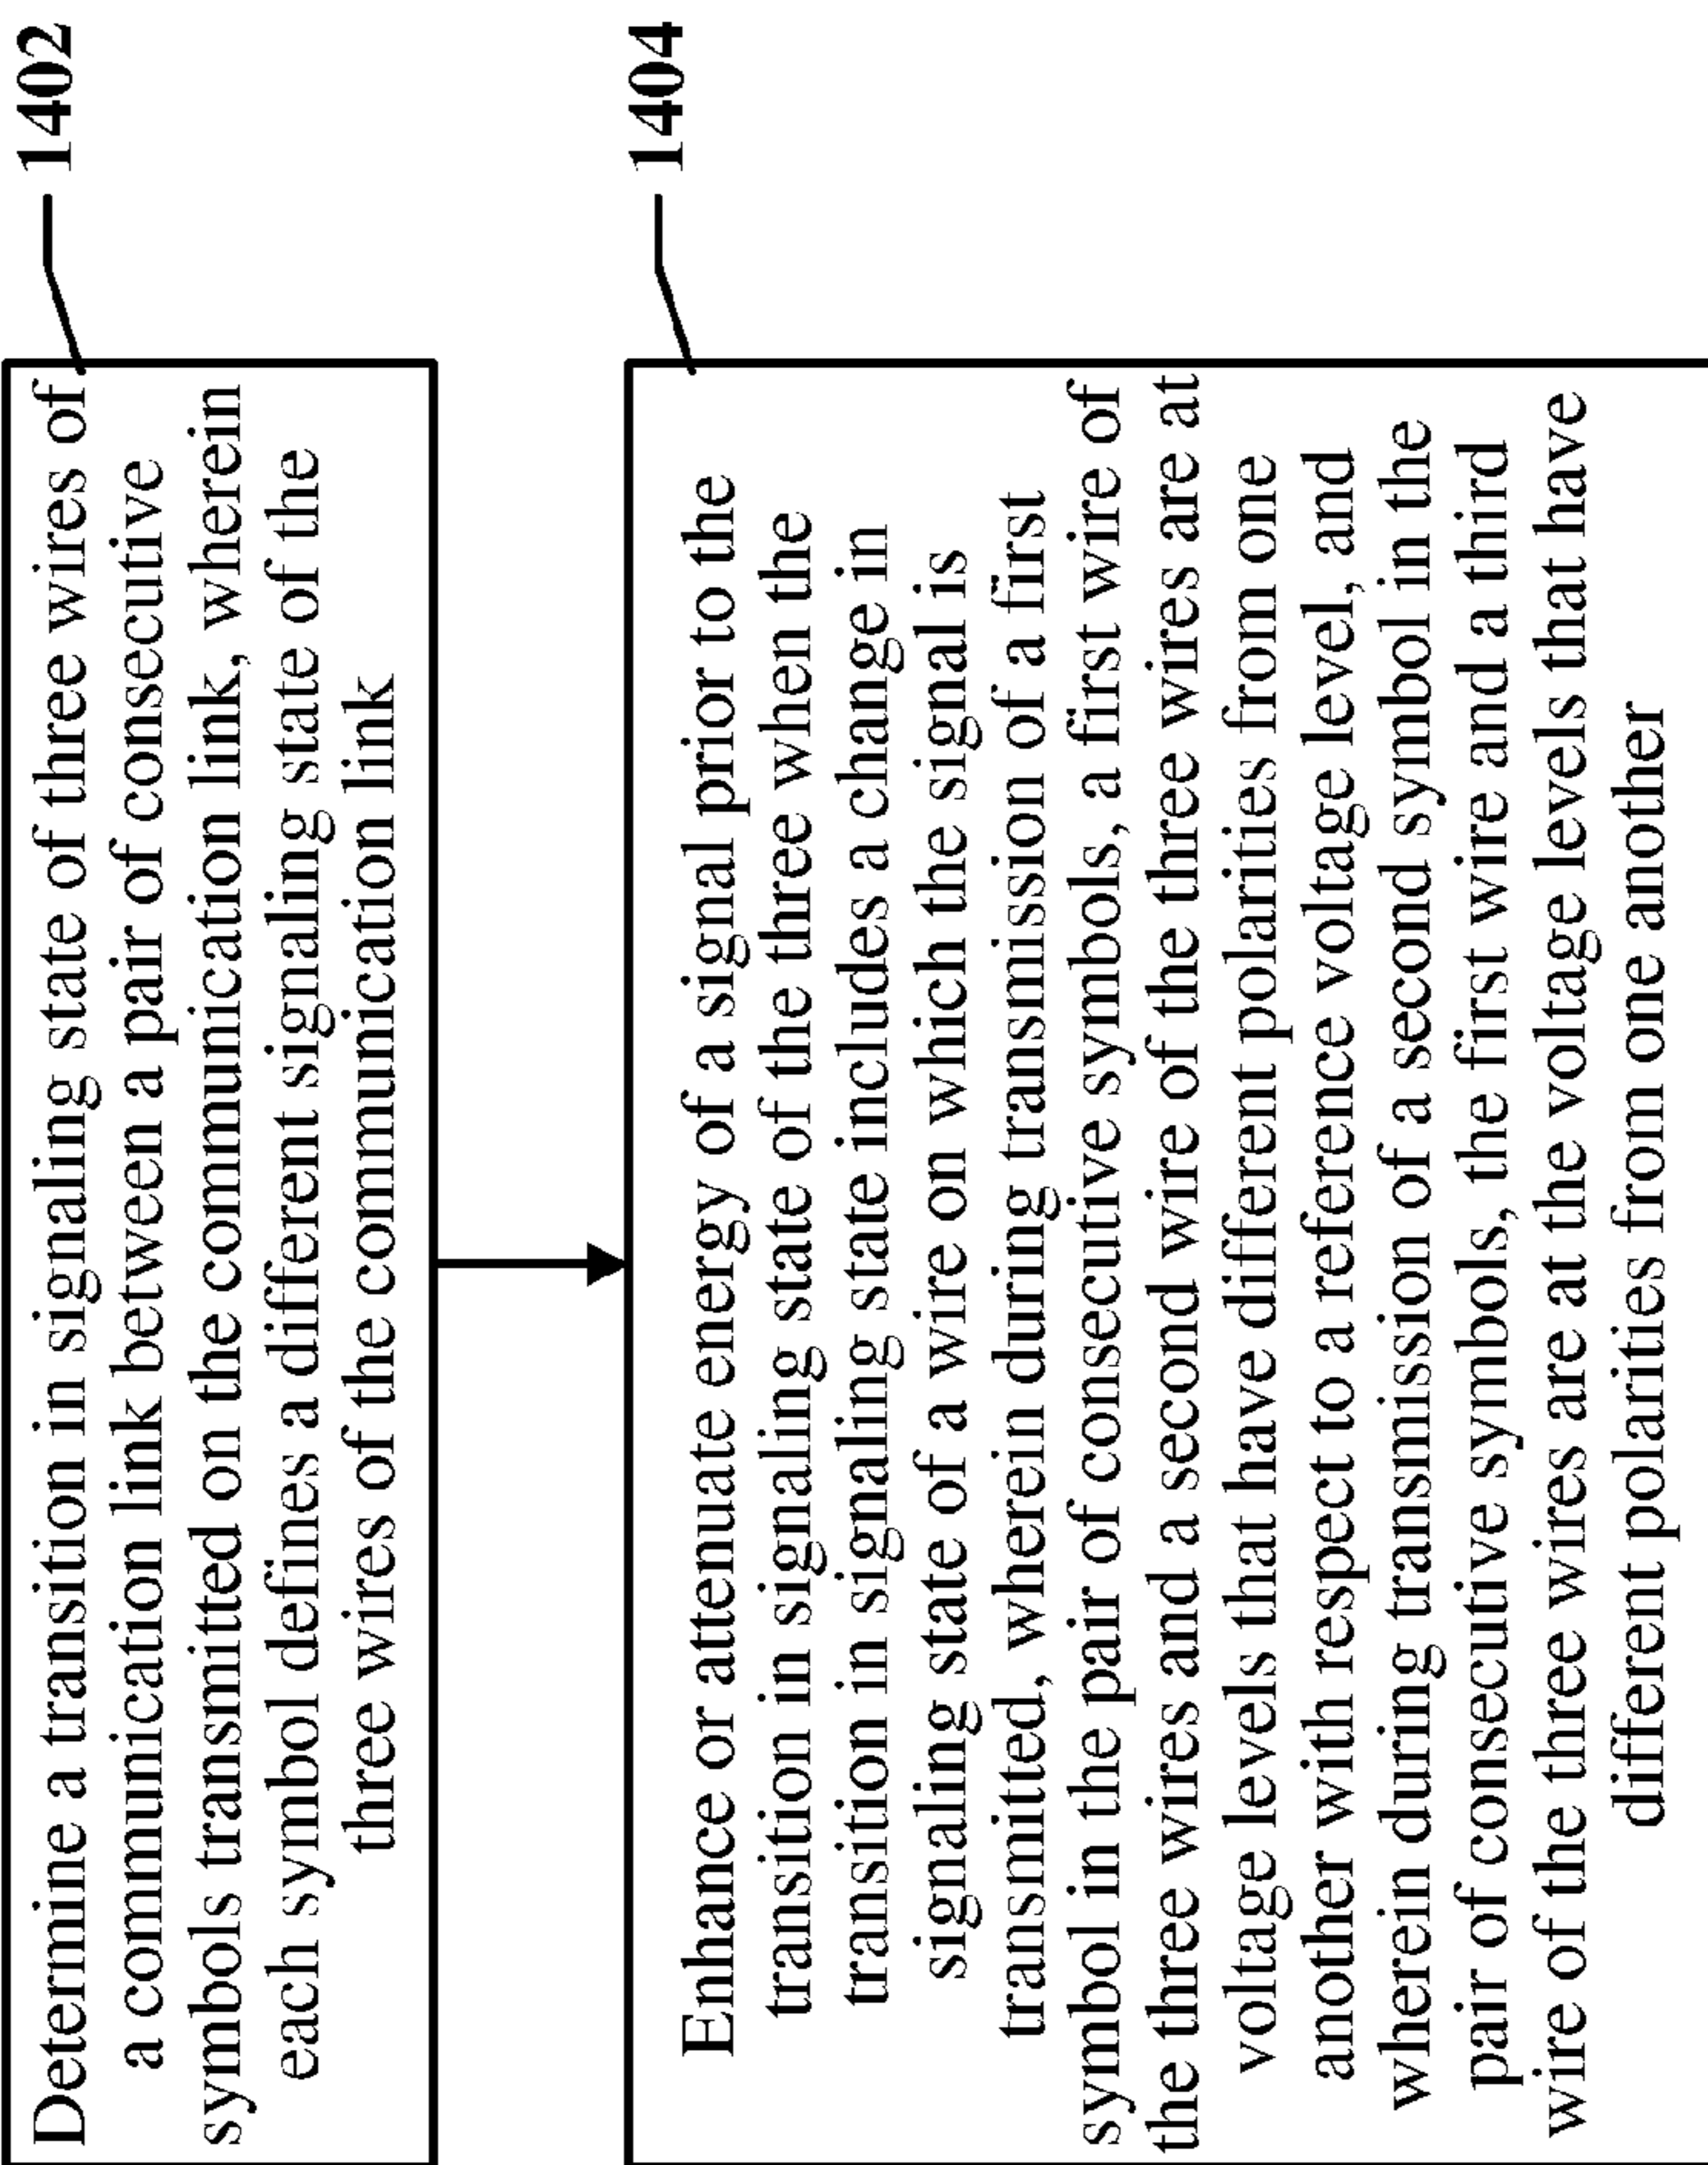 Determine a transition in signaling state of three wires of
a communication link between a pair of consecutive
symbols transmitted on the communication link, wherein
each symbol defines a different signaling state of the
three wires of the communication link
1402
Enhance or attenuate energy of a signal prior to the
transition in signaling state of the three when the
transition in signaling state includes a change in
signaling state of a wire on which the signal is
transmitted, wherein during transmission of a first
symbol in the pair of consecutive symbols, a first wire of
the three wires and a second wire of the three wires are at
voltage levels that have different polarities from one
another with respect to a reference voltage level, and
wherein during transmission of a second symbol in the
pair of consecutive symbols, the first wire and a third
wire of the three wires are at the voltage levels that have
different polarities from one another
1404